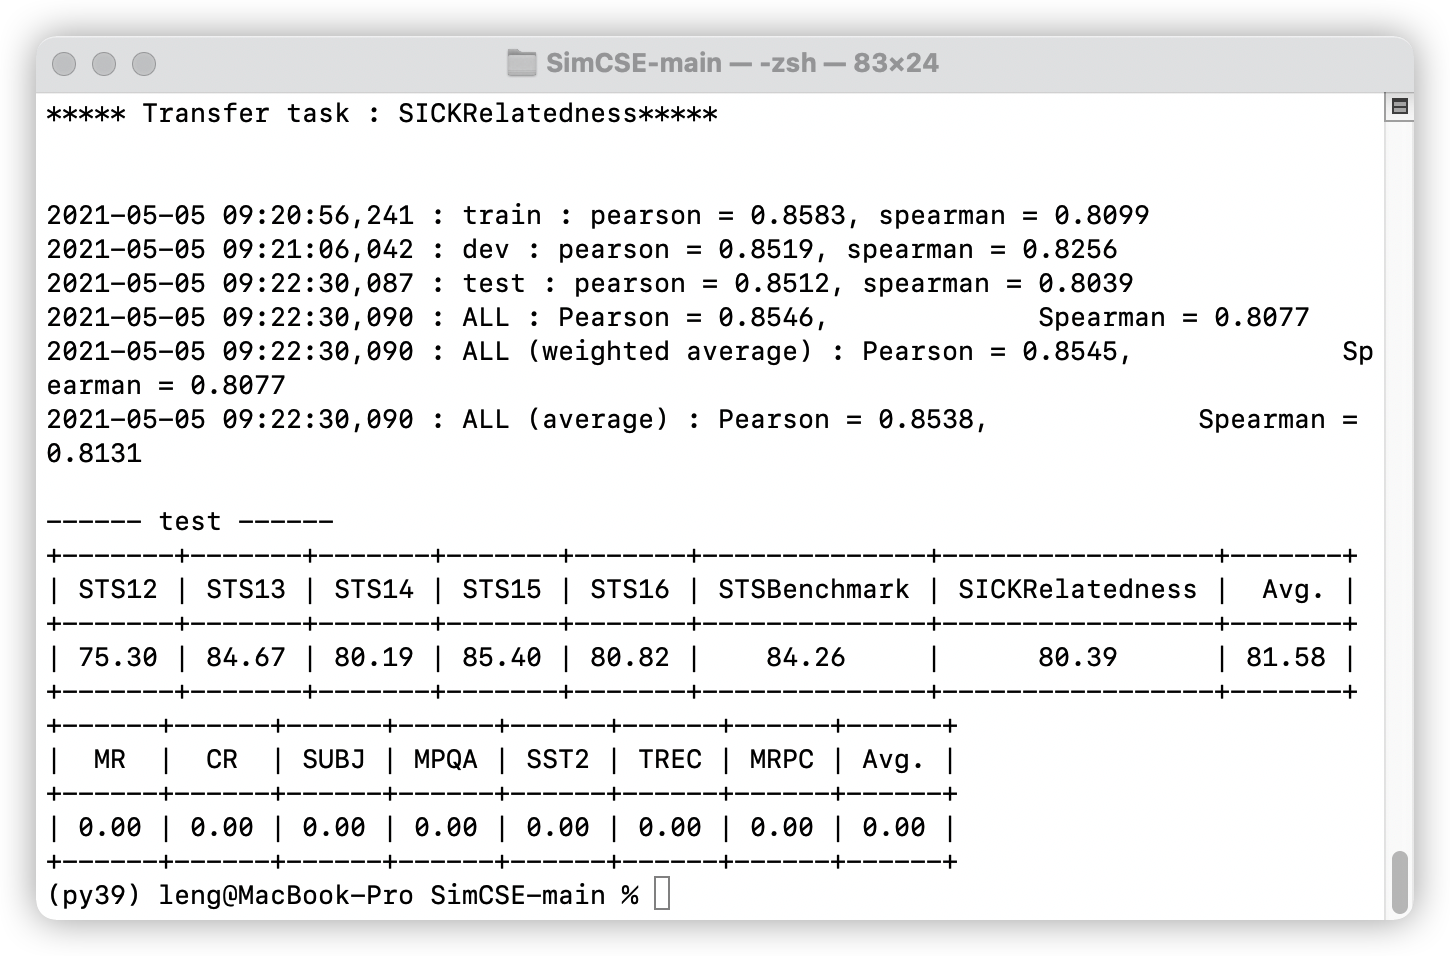 SimCSE-main — -zsh — 83×24
***** Transfer task : SICKRelatedness*****
2021-05-05 09:20:56,241 : train : pearson = 0.8583, spearman = 0.8099
2021-05-05 09:21:06,042 : dev : pearson = 0.8519, spearman = 0.8256
2021-05-05 09:22:30,087 : test : pearson = 0.8512, spearman = 0.8039
2021-05-05 09:22:30,090 : ALL : Pearson = 0.8546,             Spearman = 0.8077
2021-05-05 09:22:30,090 : ALL (weighted average) : Pearson = 0.8545,             Sp
earman = 0.8077
2021-05-05 09:22:30,090 : ALL (average) : Pearson = 0.8538,             Spearman =
0.8131
------ test ------
+-------+-------+-------+-------+-------+--------------+-----------------+-------+
| STS12 | STS13 | STS14 | STS15 | STS16 | STSBenchmark | SICKRelatedness |  Avg. |
+-------+-------+-------+-------+-------+--------------+-----------------+-------+
| 75.30 | 84.67 | 80.19 | 85.40 | 80.82 |    84.26     |      80.39      | 81.58 |
+-------+-------+-------+-------+-------+--------------+-----------------+-------+
+------+------+------+------+------+------+------+------+
|  MR  |  CR  | SUBJ | MPQA | SST2 | TREC | MRPC | Avg. |
+------+------+------+------+------+------+------+------+
| 0.00 | 0.00 | 0.00 | 0.00 | 0.00 | 0.00 | 0.00 | 0.00 |
+------+------+------+------+------+------+------+------+
(py39) leng@MacBook-Pro SimCSE-main %